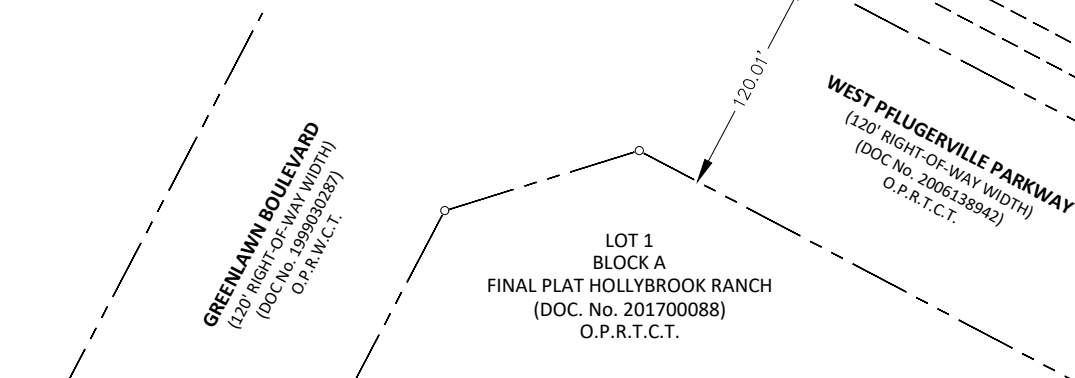 GREENLAWN BOULEVARD
(120' RIGHT-OF-WAY WIDTH)
(DOC No. 1999030287)
O.P.R.W.C.T.
120.01'
WEST PFLUGERVILLE PARKWAY
(120' RIGHT-OF-WAY WIDTH)
(DOC No. 2006138942)
O.P.R.T.C.T.
LOT 1
BLOCK A
FINAL PLAT HOLLYBROOK RANCH
(DOC. No. 201700088)
O.P.R.T.C.T.